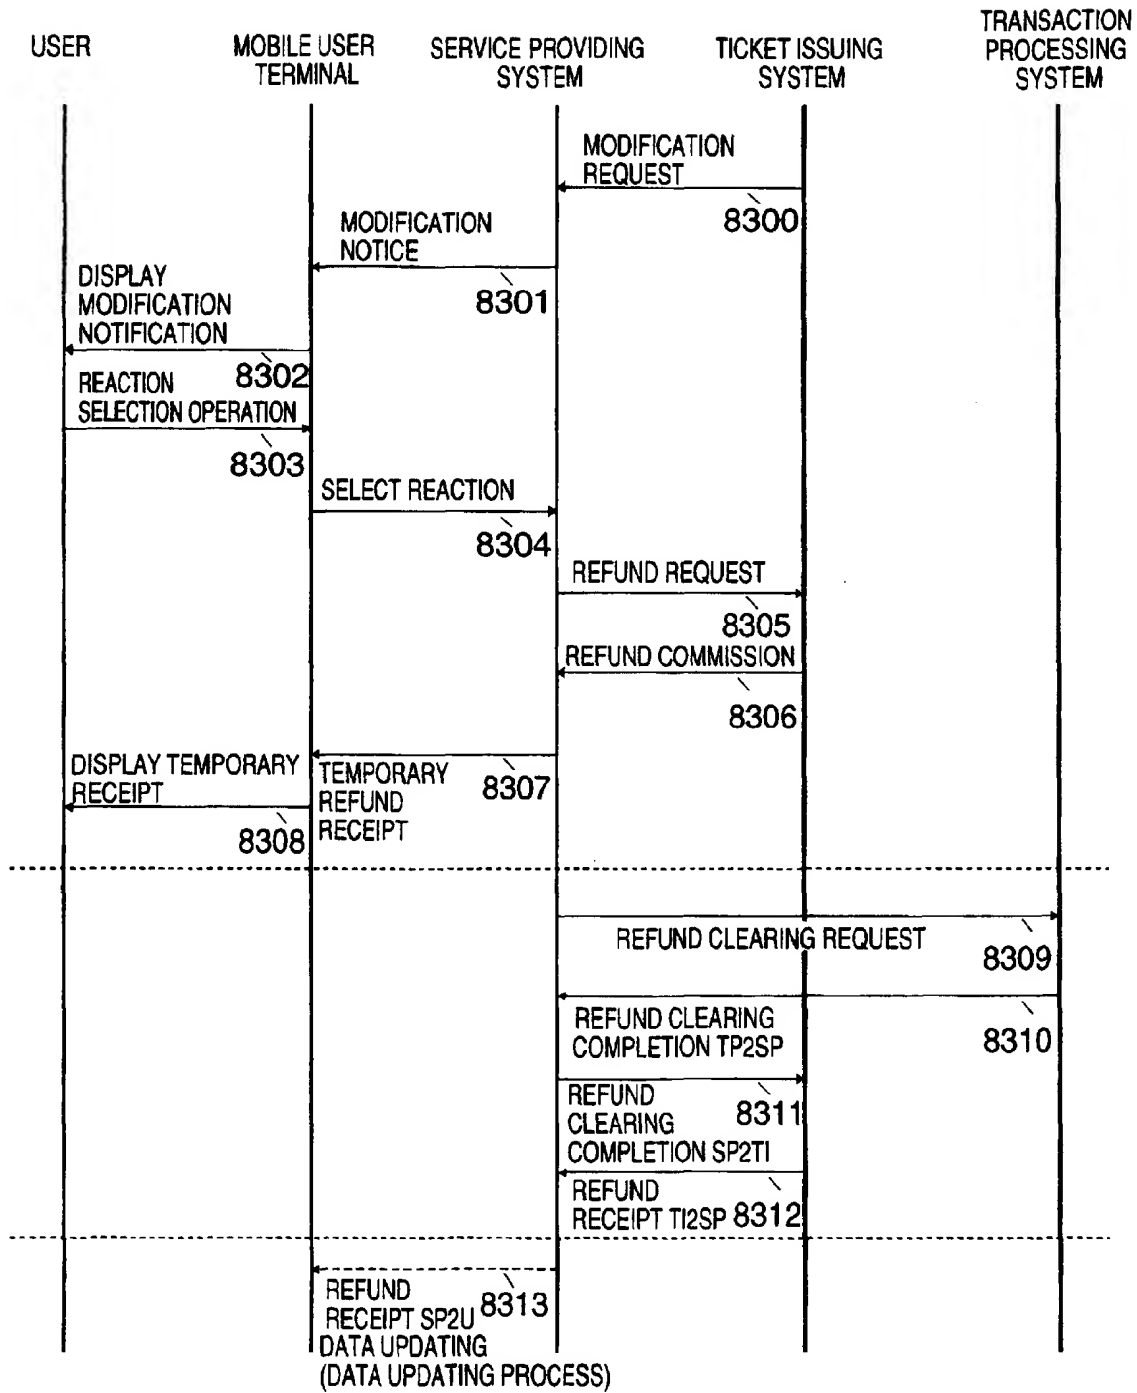 USER
MOBILE USER
TERMINAL
SERVICE PROVIDING
SYSTEM
TICKET ISSUING
SYSTEM
TRANSACTION
PROCESSING
SYSTEM
MODIFICATION
REQUEST
8300
MODIFICATION
NOTICE
8301
DISPLAY
MODIFICATION
NOTIFICATION
8302
REACTION
SELECTION OPERATION
8303
SELECT REACTION
8304
REFUND REQUEST
8305
REFUND COMMISSION
8306
TEMPORARY
REFUND
RECEIPT
8307
DISPLAY TEMPORARY
RECEIPT
8308
REFUND CLEARING REQUEST
8309
REFUND CLEARING
COMPLETION TP2SP
8310
REFUND
CLEARING
COMPLETION SP2TI
8311
REFUND
RECEIPT TI2SP
8312
REFUND
RECEIPT SP2U
8313
DATA UPDATING
(DATA UPDATING PROCESS)